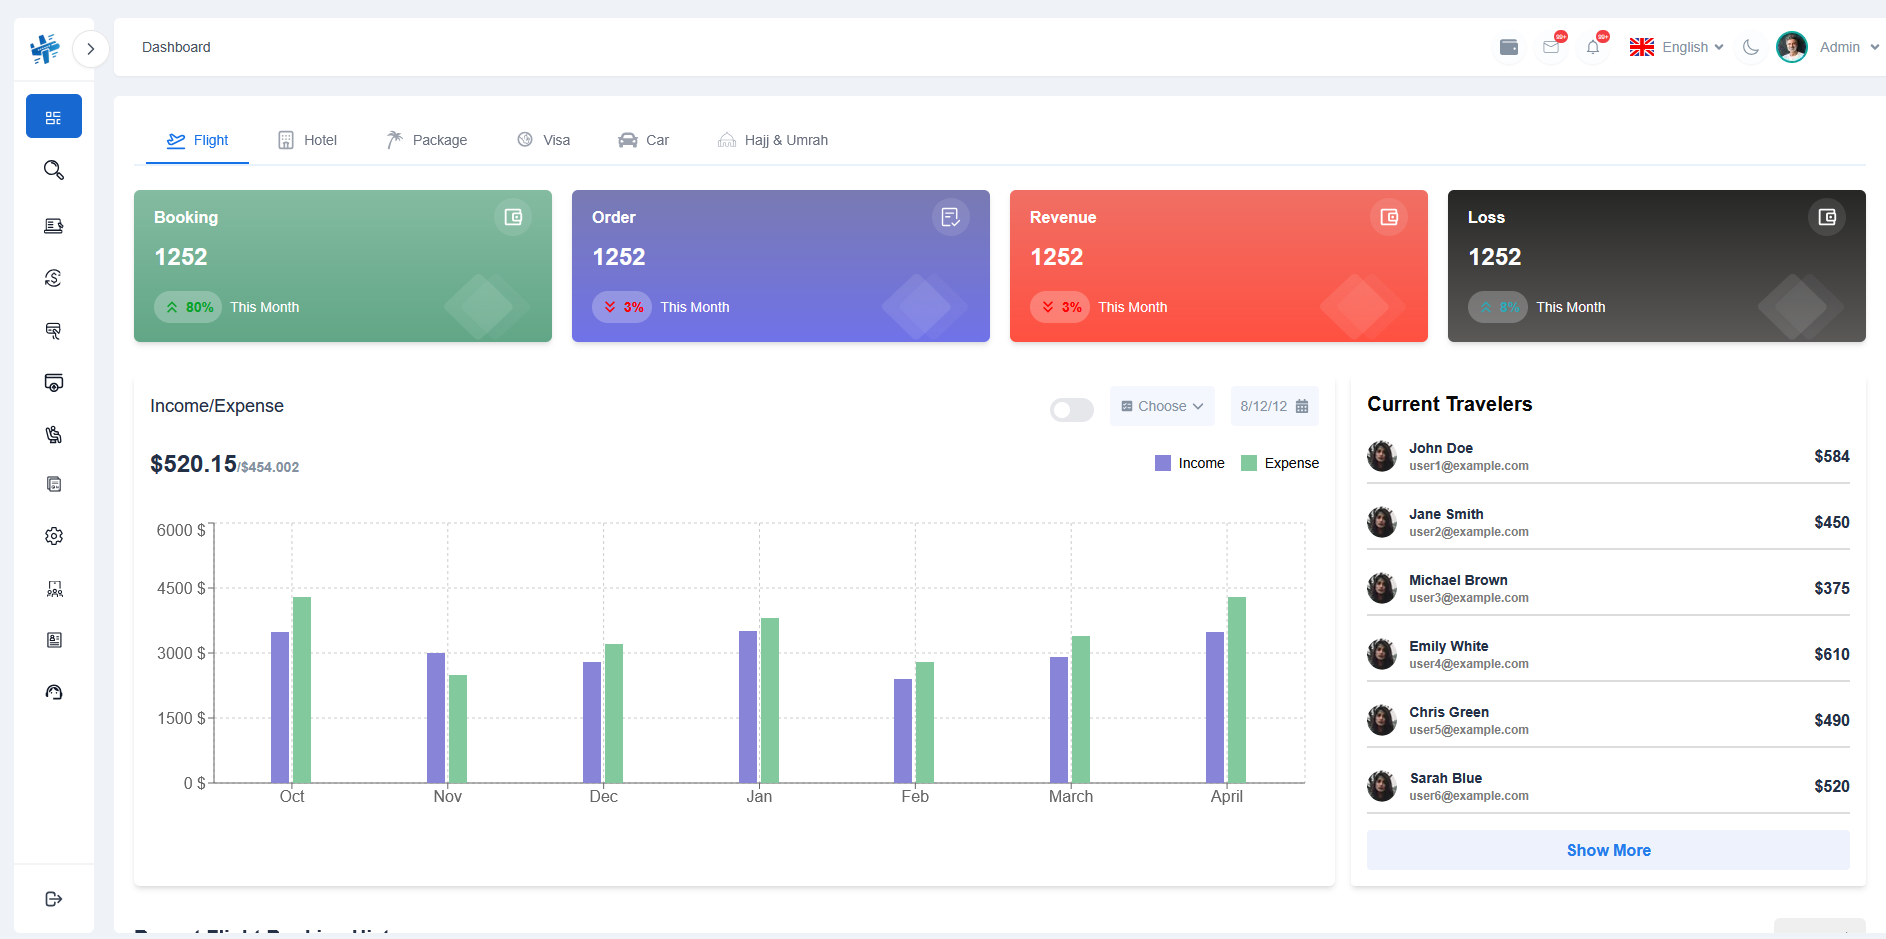 Dashboard
99+
99+
English
Admin
Flight
Hotel
Package
Visa
Car
Hajj & Umrah
Booking
1252
80%
This Month
Order
1252
3%
This Month
Revenue
1252
3%
This Month
Loss
1252
8%
This Month
Income/Expense
Choose
8/12/12
$520.15/$454.002
Income
Expense
6000 $
4500 $
3000 $
1500 $
0 $
Oct
Nov
Dec
Jan
Feb
March
April
Current Travelers
John Doe
user1@example.com
$584
Jane Smith
user2@example.com
$450
Michael Brown
user3@example.com
$375
Emily White
user4@example.com
$610
Chris Green
user5@example.com
$490
Sarah Blue
user6@example.com
$520
Show More